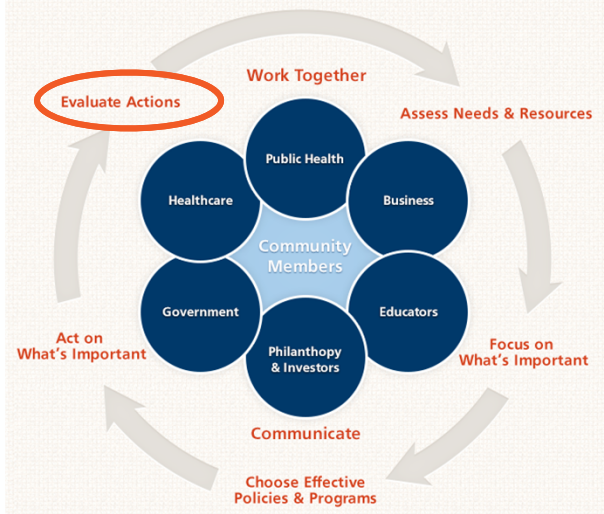 Work Together
Evaluate Actions
Assess Needs & Resources
Public Health
Healthcare
Business
Community
Members
Government
Educators
Act on
What's Important
Focus on
What's Important
Philanthopy
& Investors
Communicate
Choose Effective
Policies & Programs